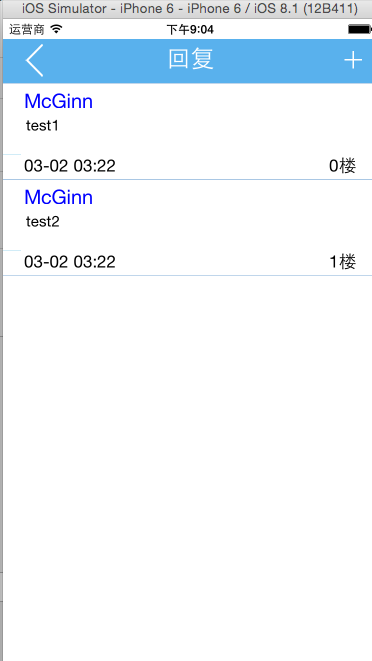 iOS Simulator - iPhone 6 - iPhone 6 / iOS 8.1 (12B411)
运营商 下午9:04
回复
McGinn
test1
03-02 03:22 0楼
McGinn
test2
03-02 03:22 1楼